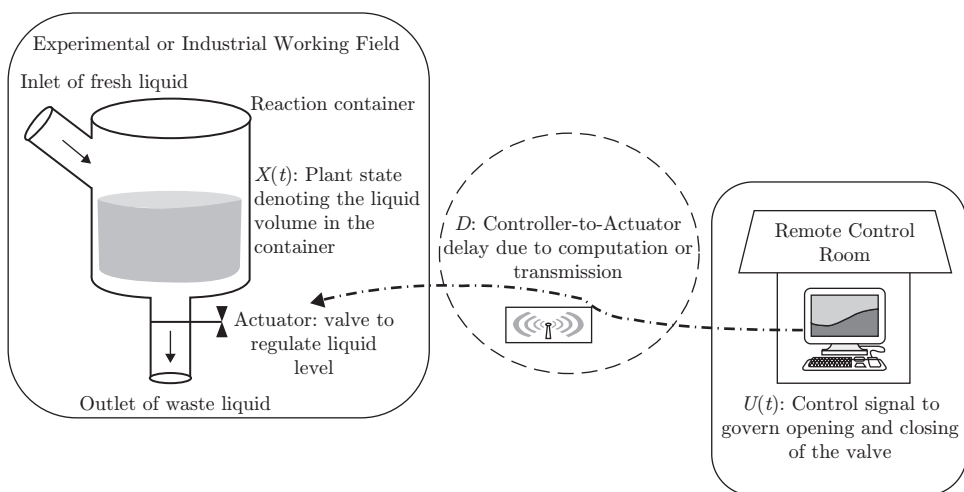 Experimental or Industrial Working Field
Inlet of fresh liquid
Reaction container
X(t): Plant state
denoting the liquid
volume in the
container
Actuator: valve to
regulate liquid
level
Outlet of waste liquid
D: Controller-to-Actuator
delay due to computation or
transmission
Remote Control
Room
U(t): Control signal to
govern opening and closing
of the valve